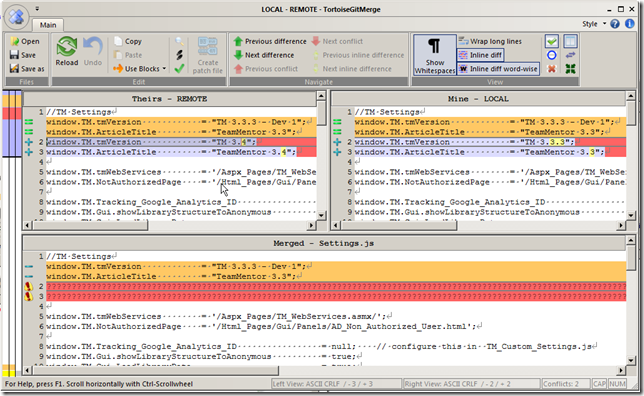 LOCAL - REMOTE - TortoiseGitMerge
Main
Style
Open
Save
Save as
Files
Reload
Undo
Copy
Paste
Use Blocks
Edit
Create patch file
Previous difference
Next difference
Previous conflict
Next conflict
Previous inline difference
Next inline difference
Navigate
Show Whitespaces
Wrap long lines
Inline diff
Inline diff word-wise
View
Theirs - REMOTE
1 //TM·Settings
window.TM.tmVersion·········=·"TM·3.3.3·-·Dev·1";
window.TM.ArticleTitle······=·"TeamMentor·3.3";
2 window.TM.tmVersion·········=·"TM·3.4";
3 window.TM.ArticleTitle······=·"TeamMentor·3.4";
4
5 window.TM.tmWebServices·····=·'/Aspx_Pages/TM_WebSe
6 window.TM.NotAuthorizedPage···=·'/Html_Pages/Gui/Pane
7
8 window.TM.Tracking_Google_Analytics_ID
9 window.TM.Gui.showLibraryStructureToAnonymous
Mine - LOCAL
1 //TM·Settings
window.TM.tmVersion·········=·"TM·3.3.3·-·Dev·1";
window.TM.ArticleTitle······=·"TeamMentor·3.3";
2 window.TM.tmVersion·········=·"TM·3.3.3";
3 window.TM.ArticleTitle······=·"TeamMentor·3.3";
4
5 window.TM.tmWebServices·····=·'/Aspx_Pages/TM_WebSer
6 window.TM.NotAuthorizedPage···=·'/Html_Pages/Gui/Panel
7
8 window.TM.Tracking_Google_Analytics_ID
9 window.TM.Gui.showLibraryStructureToAnonymous
Merged - Settings.js
1 //TM·Settings
window.TM.tmVersion·········=·"TM·3.3.3·-·Dev·1";
window.TM.ArticleTitle······=·"TeamMentor·3.3";
2
3
4
5 window.TM.tmWebServices·····=·'/Aspx_Pages/TM_WebServices.asmx/';
6 window.TM.NotAuthorizedPage···=·'/Html_Pages/Gui/Panels/AD_Non_Authorized_User.html';
7
8 window.TM.Tracking_Google_Analytics_ID·········=·null;····//·configure·this·in··TM_Custom_Settings.js
9 window.TM.Gui.showLibraryStructureToAnonymous····=·true;
For Help, press F1. Scroll horizontally with Ctrl-Scrollwheel
Left View: ASCII CRLF / - 3 / + 3
Right View: ASCII CRLF / - 2 / + 2
Conflicts: 2
CAP
NUM